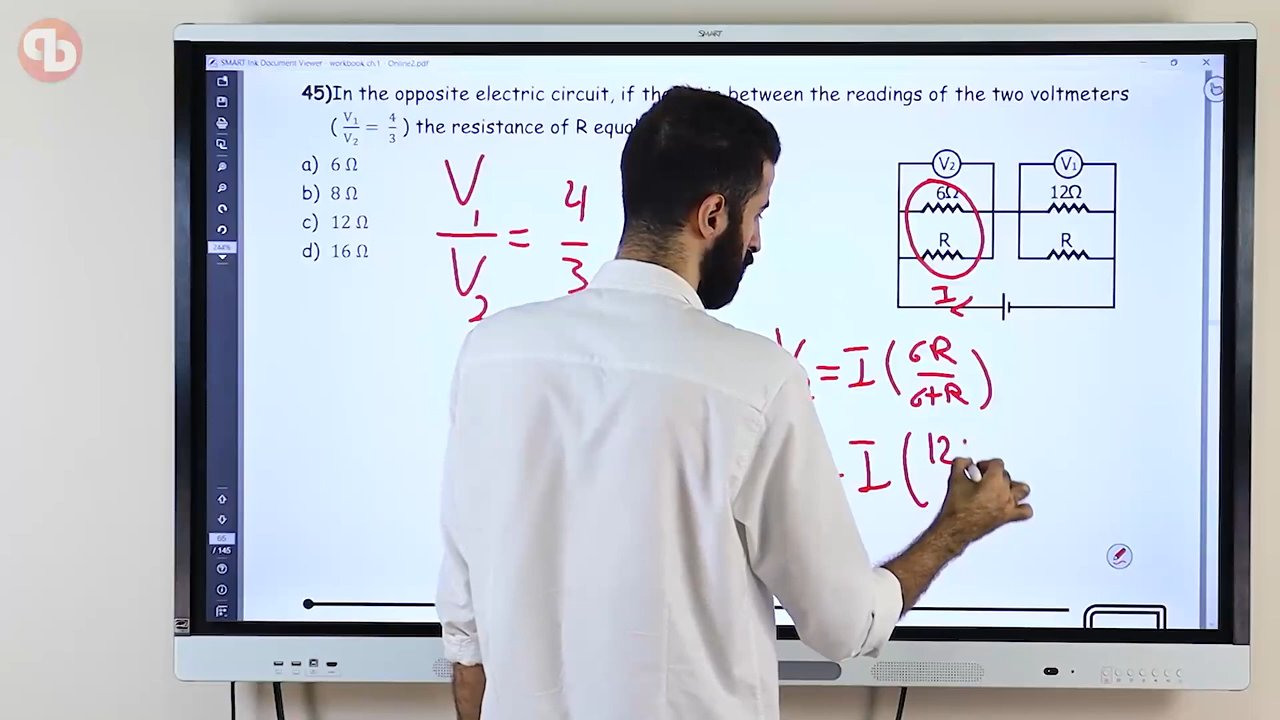 SMART
SMART Ink Document Viewer - workbook ch.1 - Online2.pdf
45)In the opposite electric circuit, if the between the readings of the two voltmeters
( V₁/V₂ = 4/3 ) the resistance of R
a) 6 Ω
b) 8 Ω
c) 12 Ω
d) 16 Ω
V₁/V₂ = 4/3
V₂ V₁
6Ω 12Ω
R R
I
= I ( 6R/6+R )
I ( 12
244%
65
/ 145